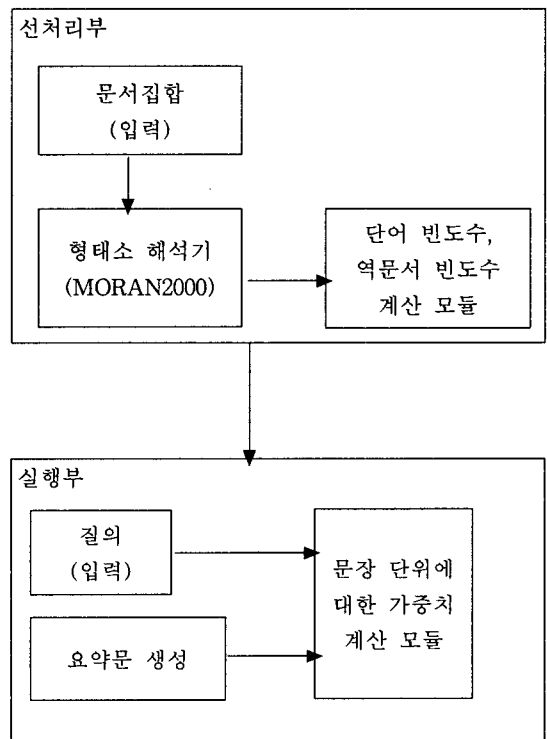 선처리부
문서집합
(입력)
형태소 해석기
(MORAN2000)
단어 빈도수,
역문서 빈도수
계산 모듈
실행부
질의
(입력)
요약문 생성
문장 단위에
대한 가중치
계산 모듈